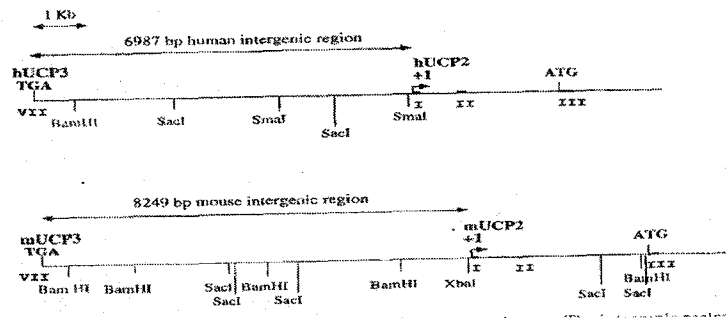 1 Kb
6987 bp human intergenic region
hUCP3 hUCP2
TGA +1 ATG
VII I II III
BamHI SacI SmaI SacI SmaI
8249 bp mouse intergenic region
mUCP3 mUCP2
TGA +1 ATG
VII I II III
Bam HI BamHI SacI SacI BamHI SacI BamHI XbaI SacI BamHI SacI